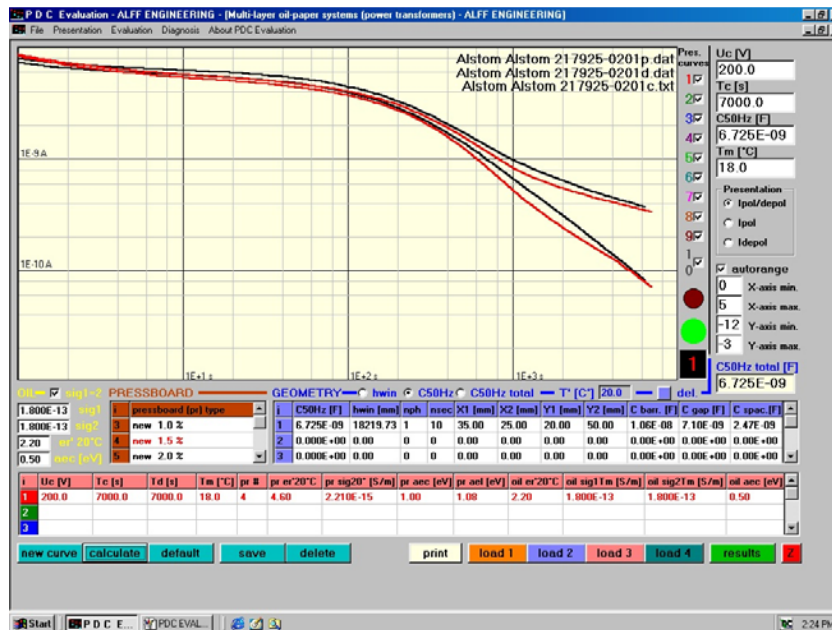 P D C Evaluation - ALFF ENGINEERING - [Multi-layer oil-paper systems (power transformers) - ALFF ENGINEERING]
File Presentation Evaluation Diagnosis About PDC Evaluation
Alstom Alstom 217925-0201p.dat
Alstom Alstom 217925-0201d.dat
Alstom Alstom 217925-0201c.txt
1E-9 A
1E-10 A
1E+1 s
1E+2 s
1E+3 s
Pres. curves
1
2
3
4
5
6
7
8
9
1 0
1
Uc [V]
200.0
Tc [s]
7000.0
C50Hz [F]
6.725E-09
Tm [°C]
18.0
Presentation
Ipol/depol
Ipol
Idepol
autorange
0 X-axis min.
5 X-axis max.
-12 Y-axis min.
-3 Y-axis max.
C50Hz total [F]
6.725E-09
OIL sig1=2 PRESSBOARD GEOMETRY hwin C50Hz C50Hz total T' [C°] 20.0 del.
1.800E-13 sig1
1.800E-13 sig2
2.20 er' 20°C
0.50 aec [eV]
i pressboard (pr) type
3 new 1.0 %
4 new 1.5 %
5 new 2.0 %
i C50Hz [F] hwin [mm] nph nsec X1 [mm] X2 [mm] Y1 [mm] Y2 [mm] C barr. [F] C gap [F] C spac.[F]
1 6.725E-09 18219.73 1 10 35.00 25.00 20.00 50.00 1.06E-08 7.10E-09 2.47E-09
2 0.000E+00 0.00 0 0 0.00 0.00 0.00 0.00 0.00E+00 0.00E+00 0.00E+00
3 0.000E+00 0.00 0 0 0.00 0.00 0.00 0.00 0.00E+00 0.00E+00 0.00E+00
i Uc [V] Tc [s] Td [s] Tm [°C] pr # pr er'20°C pr sig20° [S/m] pr aec [eV] pr ael [eV] oil er'20°C oil sig1Tm [S/m] oil sig2Tm [S/m] oil aec [eV]
1 200.0 7000.0 7000.0 18.0 4 4.60 2.210E-15 1.00 1.08 2.20 1.800E-13 1.800E-13 0.50
2
3
new curve calculate default save delete print load 1 load 2 load 3 load 4 results Z
Start P D C E... PDC EVAL... 2:24 PM